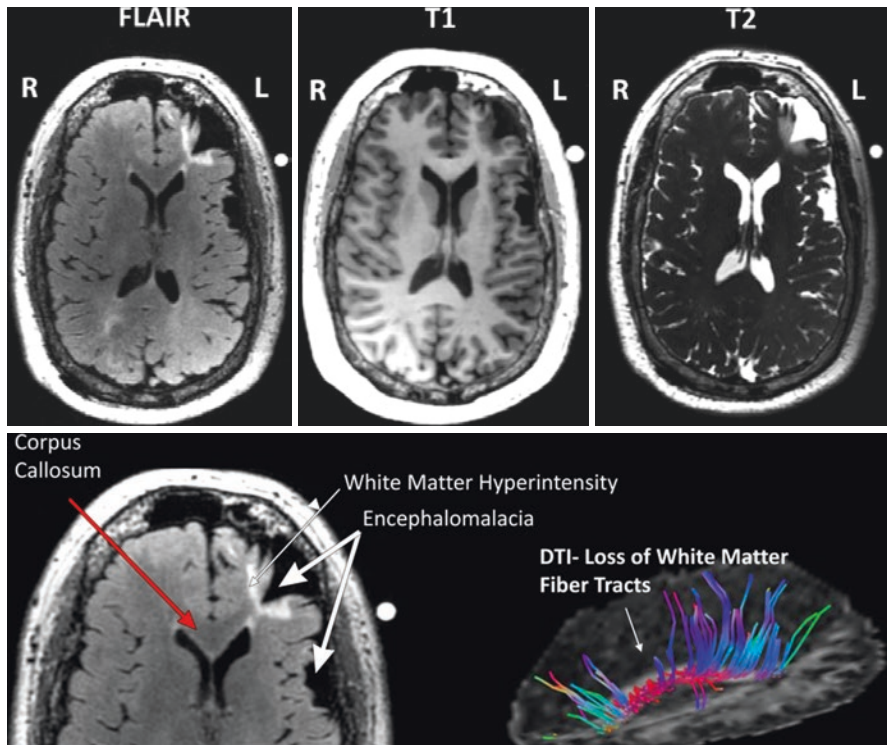 FLAIR
T1
T2
R
L
R
L
R
L
Corpus
Callosum
White Matter Hyperintensity
Encephalomalacia
DTI- Loss of White Matter
Fiber Tracts